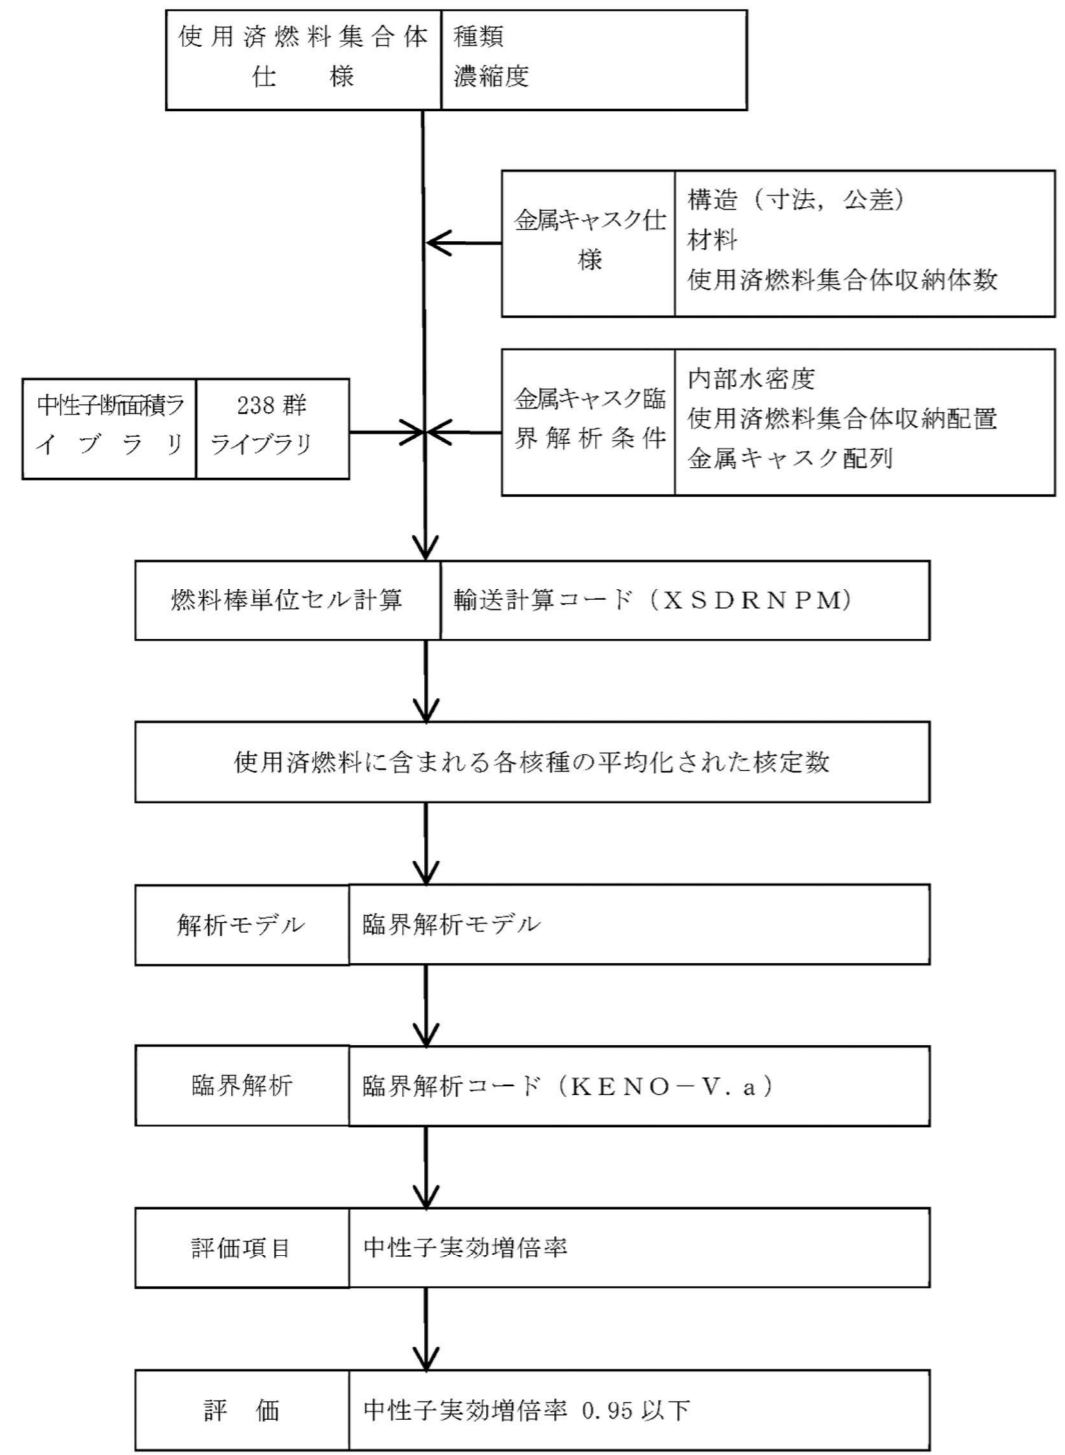 使用済燃料集合体
仕　　様
種類
濃縮度
金属キャスク仕
様
構造（寸法，公差）
材料
使用済燃料集合体収納体数
中性子断面積ラ
イブラリ
238 群
ライブラリ
金属キャスク臨
界解析条件
内部水密度
使用済燃料集合体収納配置
金属キャスク配列
燃料棒単位セル計算
輸送計算コード（ＸＳＤＲＮＰＭ）
使用済燃料に含まれる各核種の平均化された核定数
解析モデル
臨界解析モデル
臨界解析
臨界解析コード（ＫＥＮＯ－Ｖ．ａ）
評価項目
中性子実効増倍率
評　価
中性子実効増倍率 0.95 以下